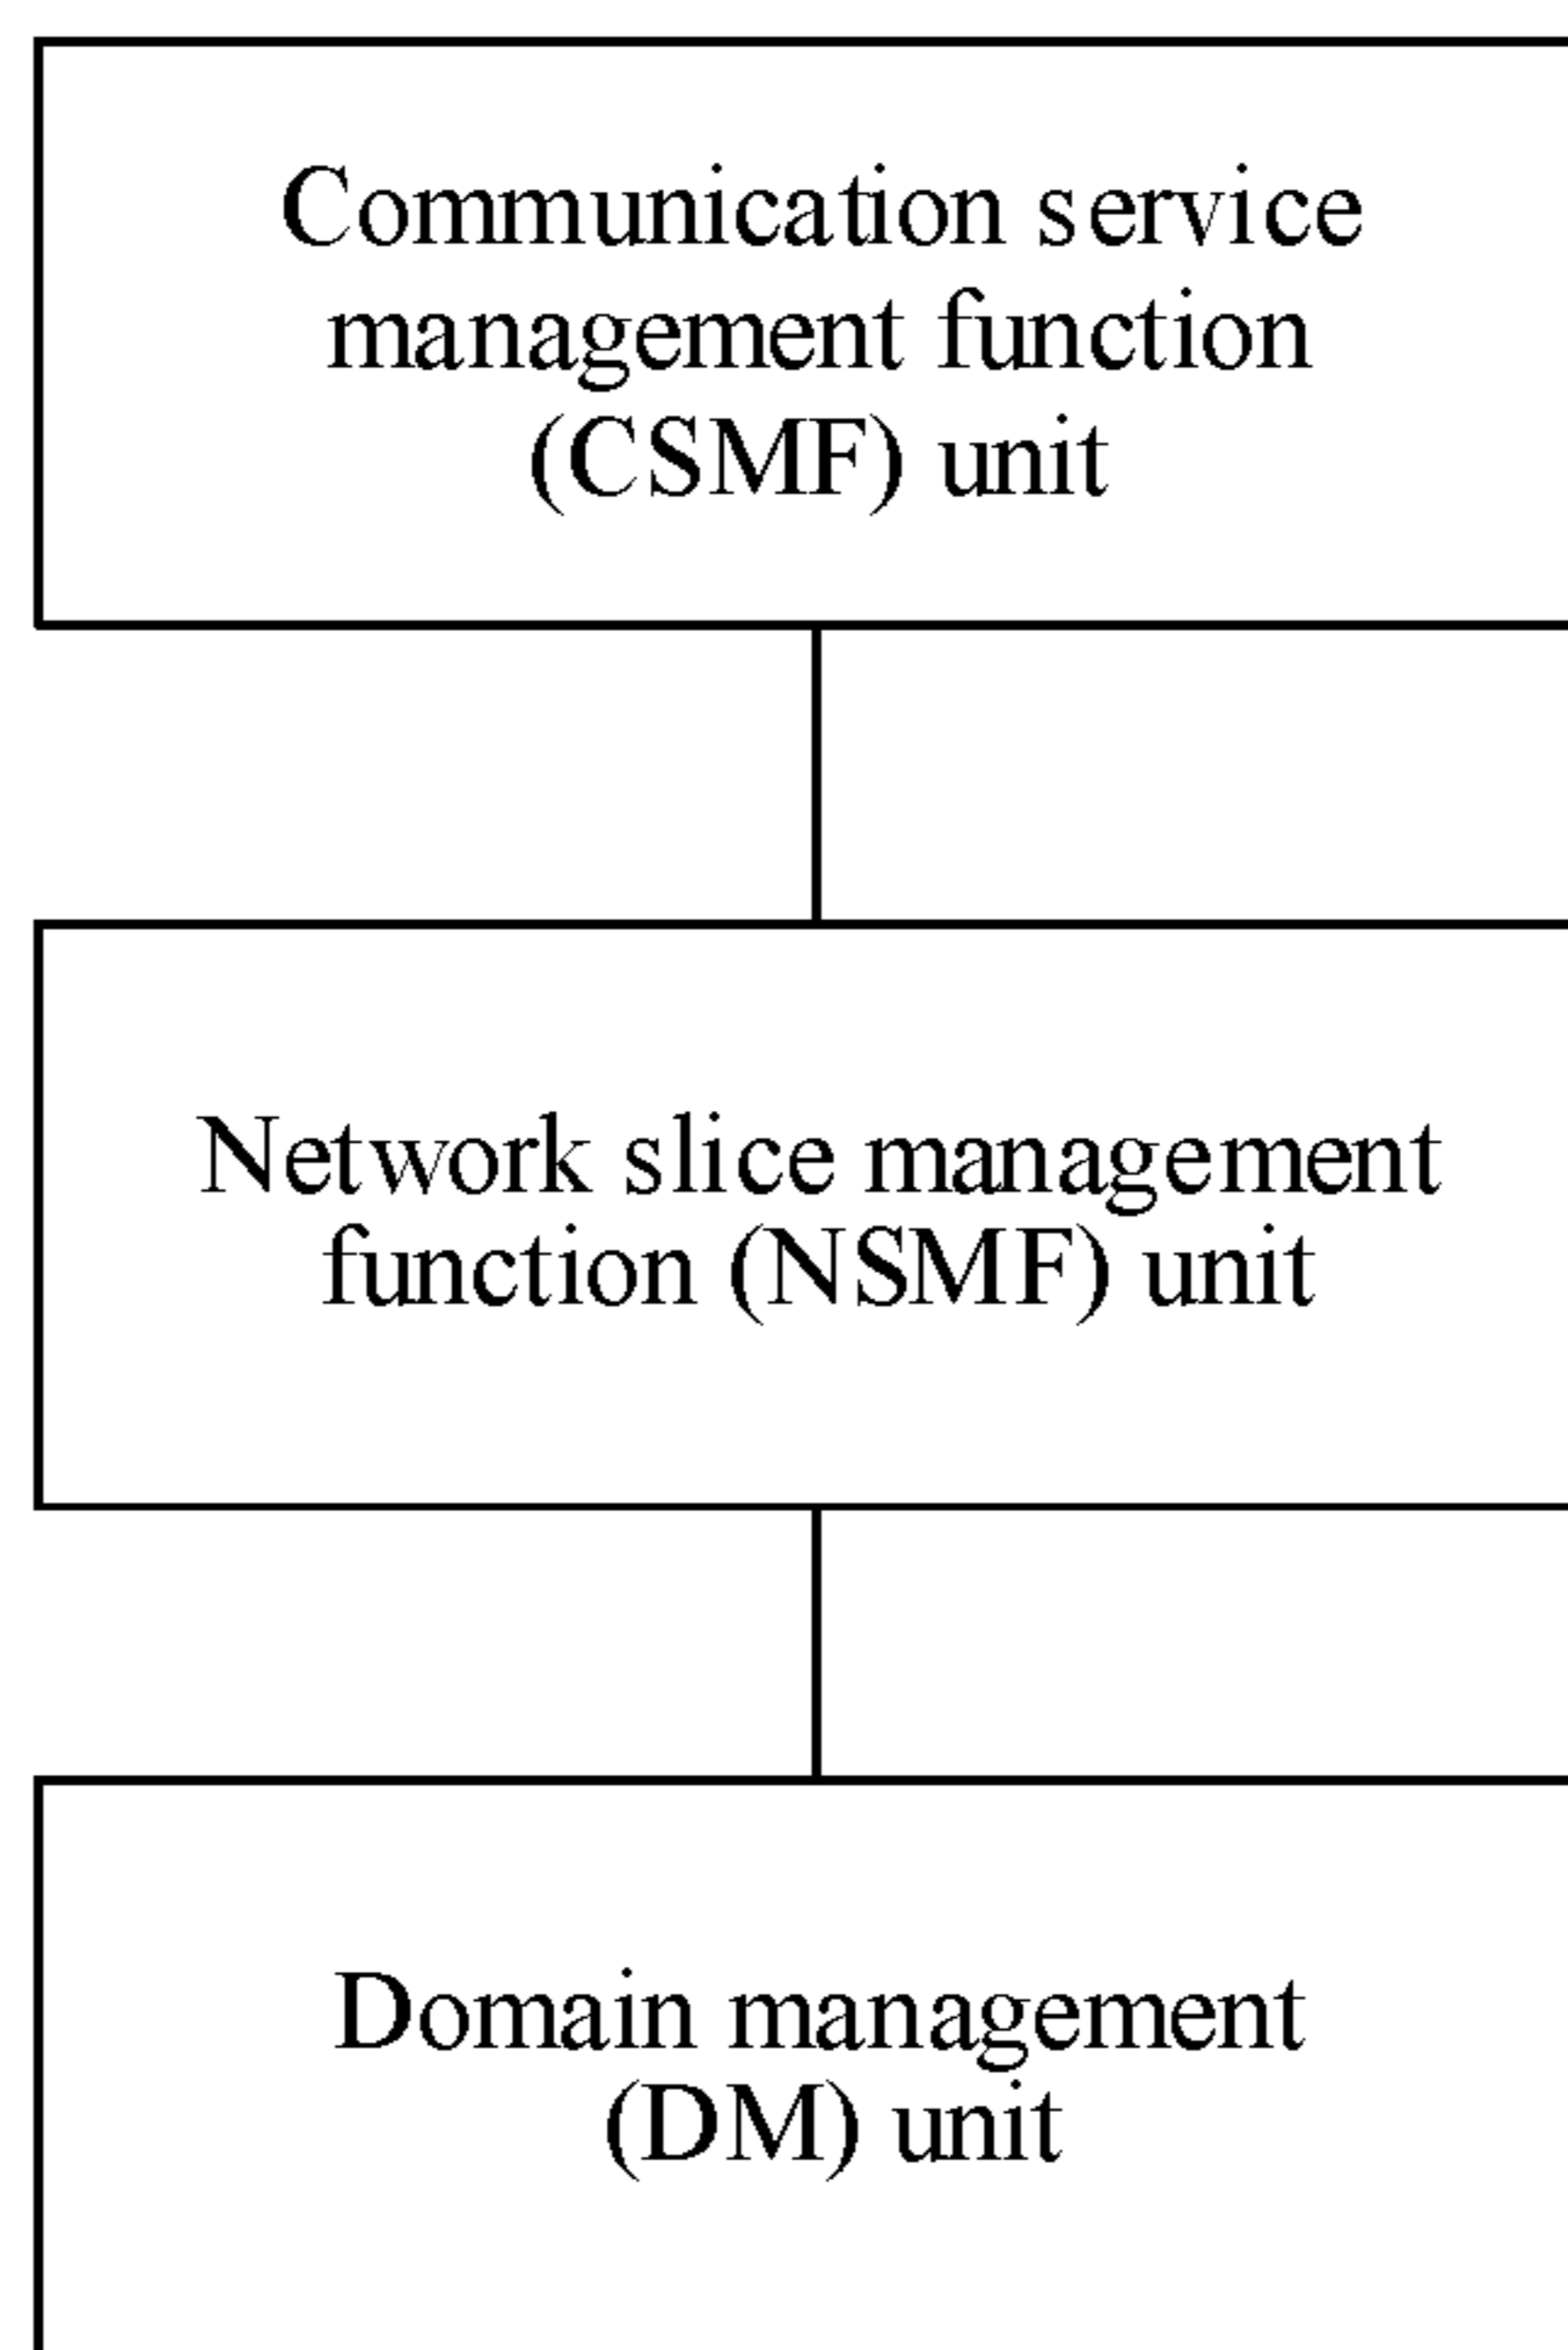 Communication service
management function
(CSMF) unit
Network slice management
function (NSMF) unit
Domain management
(DM) unit